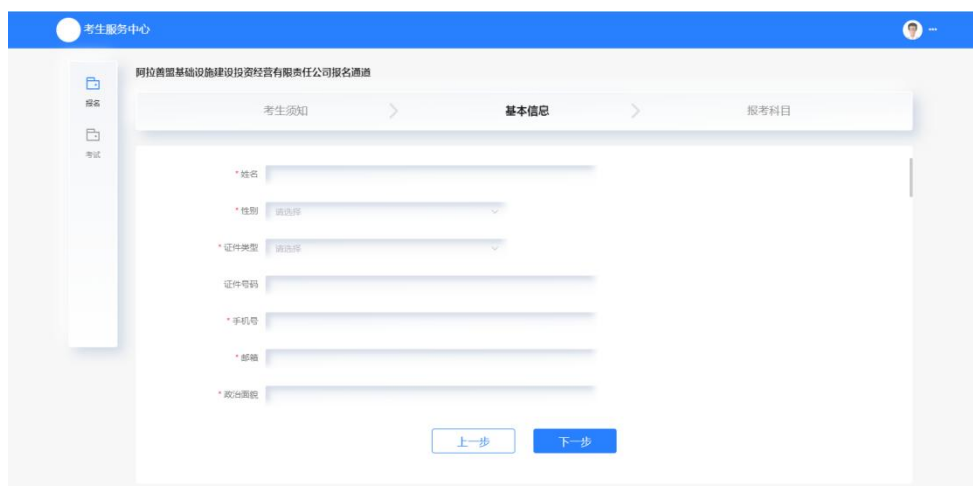 考生服务中心
报名
考试
阿拉善盟基础设施建设投资经营有限责任公司报名通道
考生须知
基本信息
报考科目
*姓名
*性别 请选择
*证件类型 请选择
证件号码
*手机号
*邮箱
*政治面貌
上一步 下一步